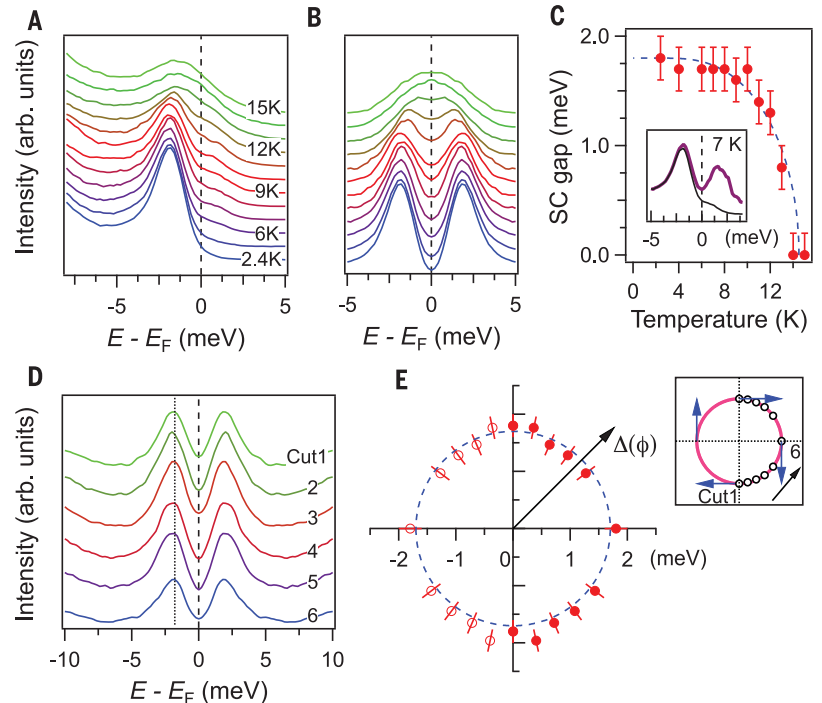 A
Intensity (arb. units)
15K
12K
9K
6K
2.4K
-5
0
5
E - E_F (meV)
B
-5
0
5
E - E_F (meV)
C
SC gap (meV)
2.0
1.0
0.0
7 K
-5
0
(meV)
0
4
8
12
Temperature (K)
D
Intensity (arb. units)
Cut1
2
3
4
5
6
-10
-5
0
5
10
E - E_F (meV)
E
Δ(ϕ)
-2
-1
0
1
2
(meV)
6
Cut1